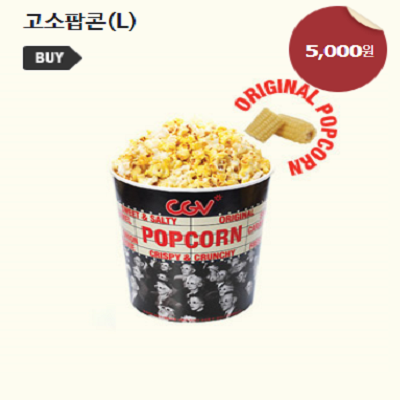 고소팝콘(L)
5,000원
BUY
ORIGINAL POPCORN
CGV
SWEET & SALTY ORIGINAL
POPCORN
CRISPY & CRUNCHY